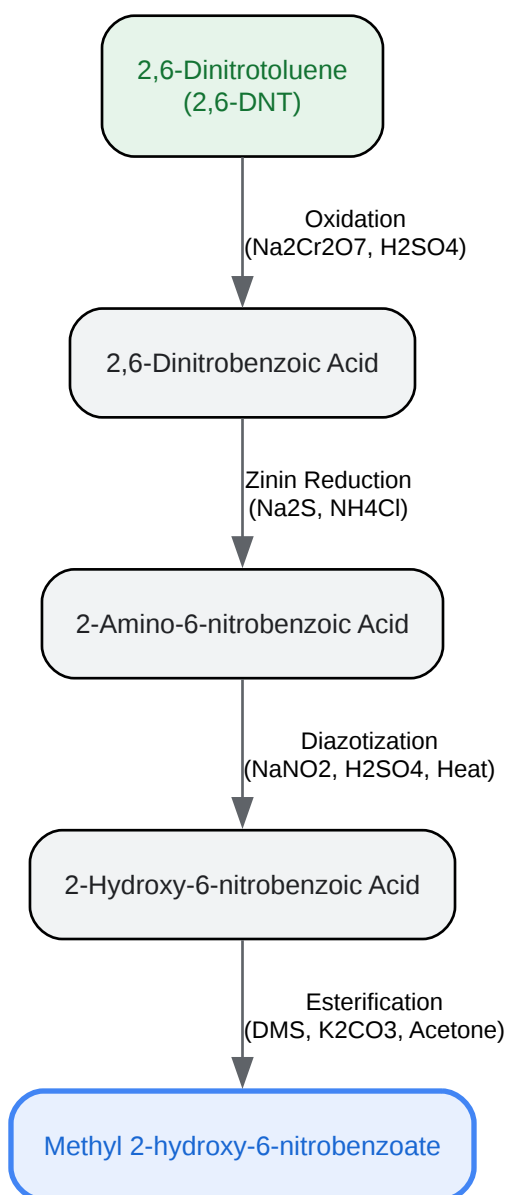 2,6-Dinitrotoluene
(2,6-DNT)
Oxidation
(Na2Cr2O7, H2SO4)
2,6-Dinitrobenzoic Acid
Zinin Reduction
(Na2S, NH4Cl)
2-Amino-6-nitrobenzoic Acid
Diazotization
(NaNO2, H2SO4, Heat)
2-Hydroxy-6-nitrobenzoic Acid
Esterification
(DMS, K2CO3, Acetone)
Methyl 2-hydroxy-6-nitrobenzoate